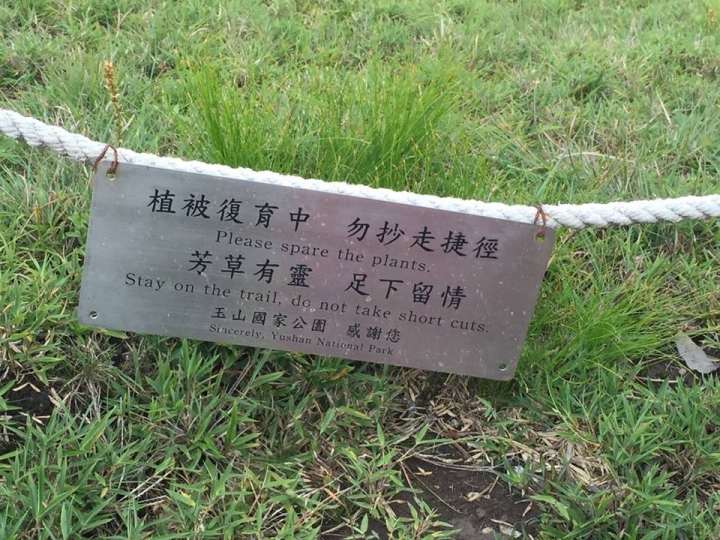 植被復育中 勿抄走捷徑
Please spare the plants.
芳草有靈 足下留情
Stay on the trail, do not take short cuts.
玉山國家公園 感謝您
Sincerely, Yushan National Park